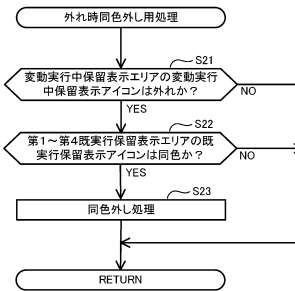 外れ時同色外し用処理
S21
変動実行中保留表示エリアの変動実行
中保留表示アイコンは外れか？
NO
YES
S22
第１～第４既実行保留表示エリアの既
実行保留表示アイコンは同色か？
NO
YES
S23
同色外し処理
RETURN